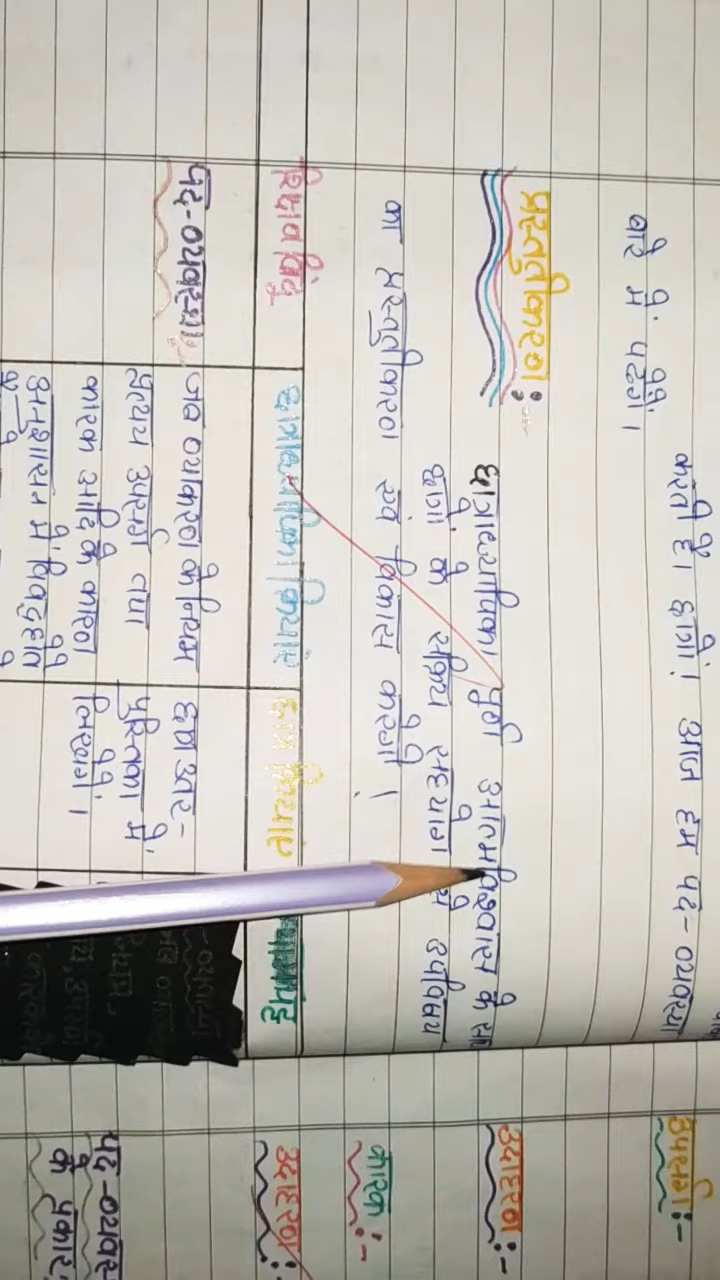 करती है। छात्रों! आज हम पद-व्यवस्था
बारे में पढेगें।
प्रस्तुतीकरण:-
छात्राध्यापिका पूर्ण आत्मविश्वास के
छात्रों के सक्रिय सहयोग से उपविषय
का प्रस्तुतीकरण एवं विकास करेगी!
शिक्षण बिंदु
छात्राध्यापिका क्रियाएं
छात्र क्रियाएं
पद-व्यवस्था:-
जब व्याकरण के नियम
प्रत्यय उपसर्ग तथा
कारक आदि के कारण
अनुशासन में
छात्र उत्तर-
पुस्तिका में
लिखेगें।
उपसर्ग:-
उदाहरण:-
कारक:-
उदाहरण:-
पद-व्यवस्
के प्रकार